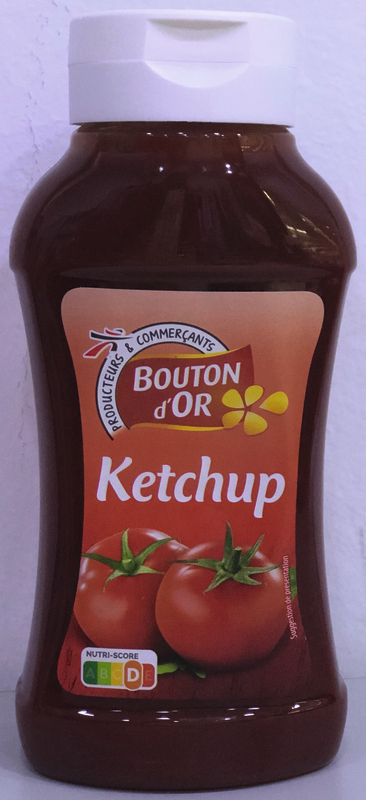 PRODUCTEURS & COMMERÇANTS
BOUTON
d'OR
Ketchup
Suggestion de présentation
NUTRI-SCORE
A B C D E